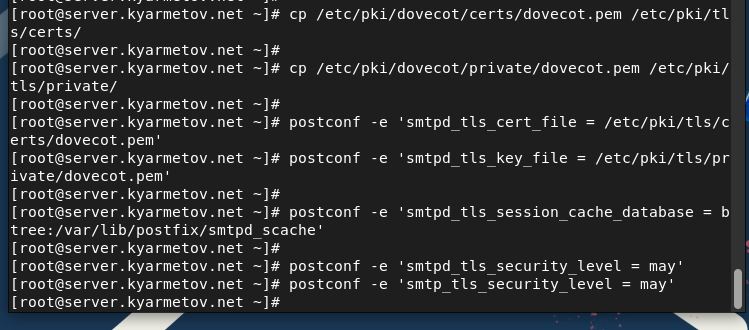 [root@server.kyarmetov.net ~]#
[root@server.kyarmetov.net ~]# cp /etc/pki/dovecot/certs/dovecot.pem /etc/pki/tl
s/certs/
[root@server.kyarmetov.net ~]#
[root@server.kyarmetov.net ~]# cp /etc/pki/dovecot/private/dovecot.pem /etc/pki/
tls/private/
[root@server.kyarmetov.net ~]#
[root@server.kyarmetov.net ~]# postconf -e 'smtpd_tls_cert_file = /etc/pki/tls/c
erts/dovecot.pem'
[root@server.kyarmetov.net ~]# postconf -e 'smtpd_tls_key_file = /etc/pki/tls/pr
ivate/dovecot.pem'
[root@server.kyarmetov.net ~]#
[root@server.kyarmetov.net ~]# postconf -e 'smtpd_tls_session_cache_database = b
tree:/var/lib/postfix/smtpd_scache'
[root@server.kyarmetov.net ~]#
[root@server.kyarmetov.net ~]# postconf -e 'smtpd_tls_security_level = may'
[root@server.kyarmetov.net ~]# postconf -e 'smtp_tls_security_level = may'
[root@server.kyarmetov.net ~]#